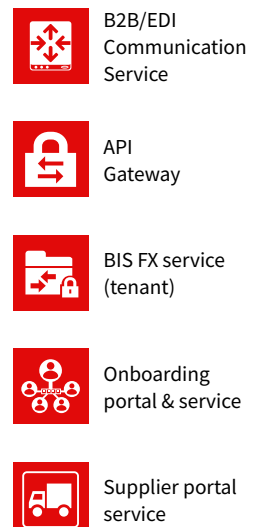 B2B/EDI
Communication
Service
API
Gateway
BIS FX service
(tenant)
Onboarding
portal & service
Supplier portal
service